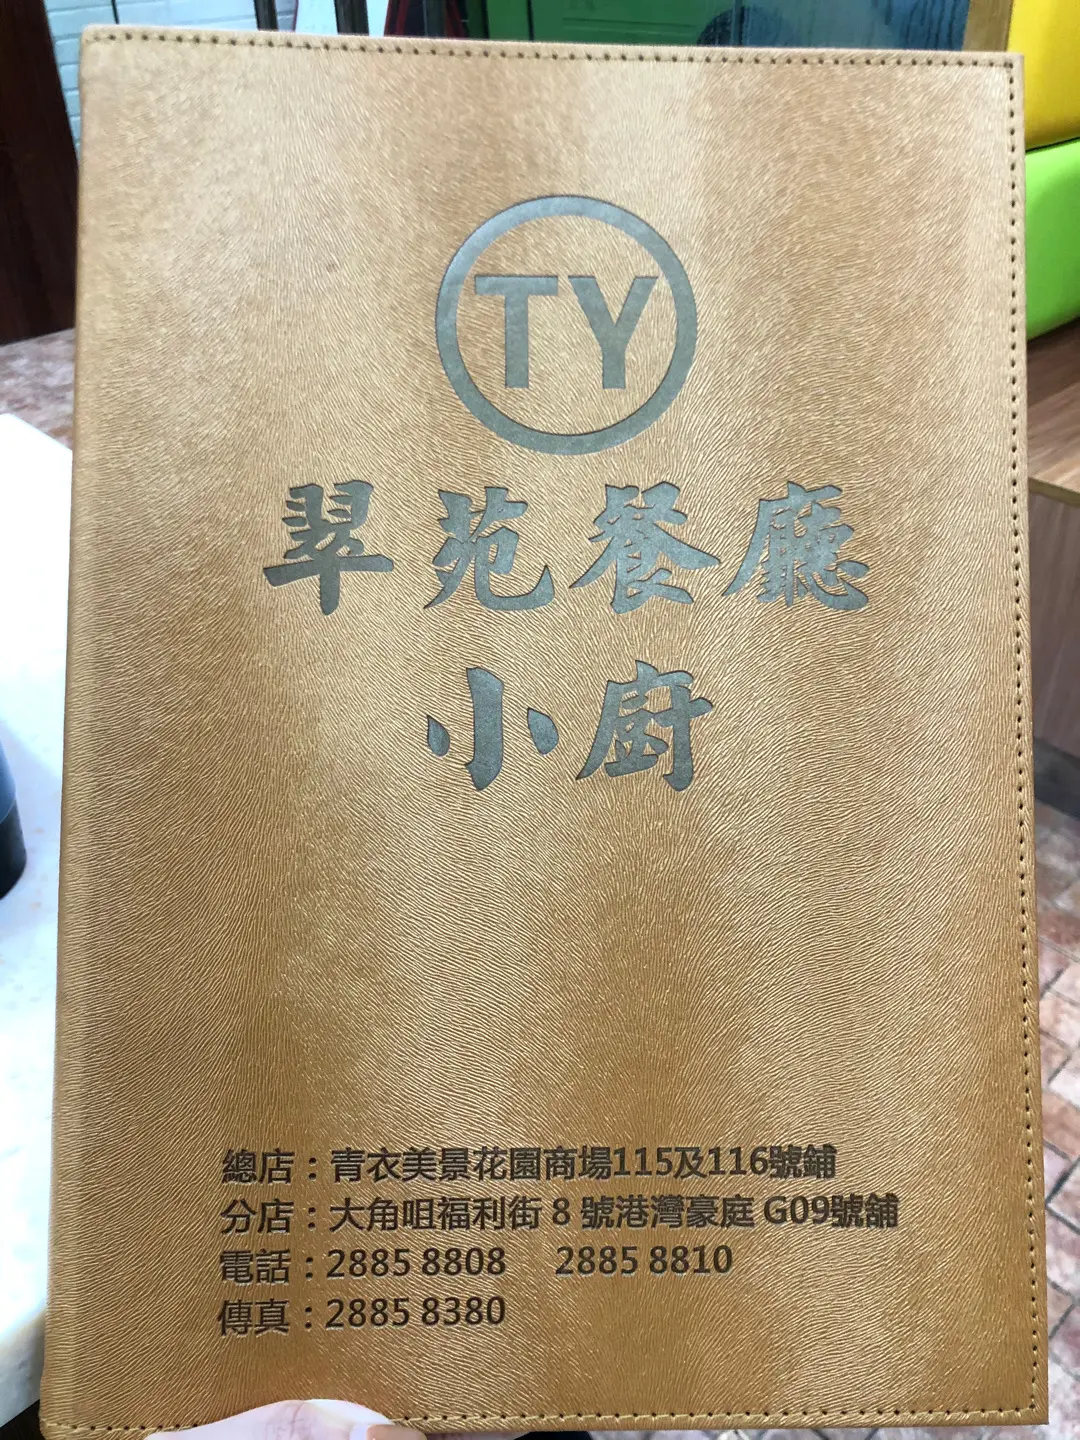 TY
翠苑餐廳
小廚
總店：青衣美景花園商場115及116號鋪
分店：大角咀福利街 8 號港灣豪庭 G09號舖
電話：2885 8808 2885 8810
傳真：2885 8380